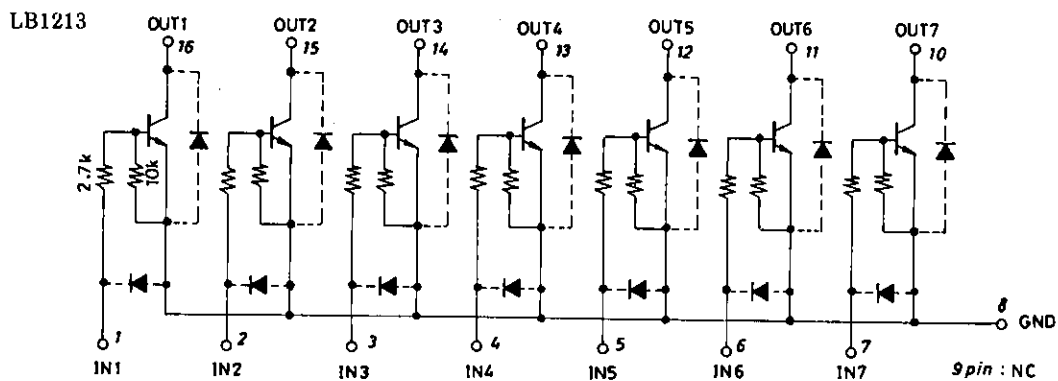 LB1213
OUT1 OUT2 OUT3 OUT4 OUT5 OUT6 OUT7
16 15 14 13 12 11 10
2.7k 10k
8 GND
1 2 3 4 5 6 7
IN1 IN2 IN3 IN4 IN5 IN6 IN7 9pin : NC